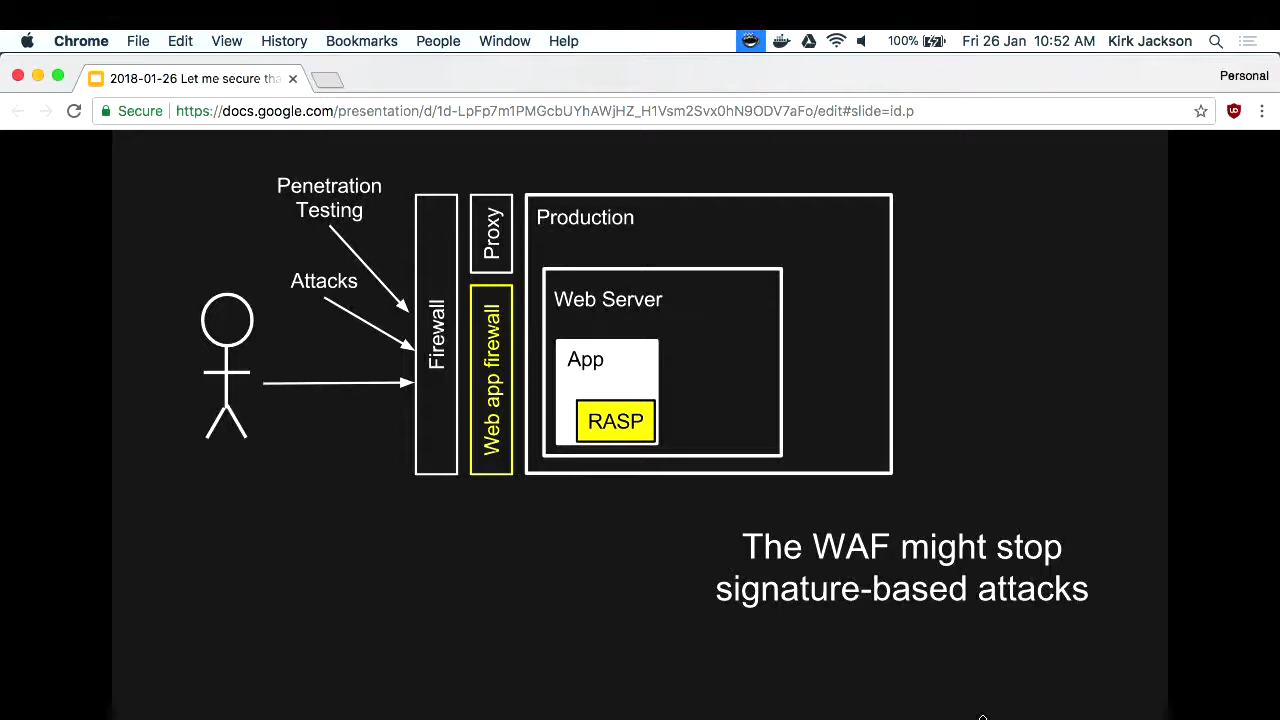 Chrome File Edit View History Bookmarks People Window Help 100% Fri 26 Jan 10:52 AM Kirk Jackson
2018-01-26 Let me secure tha
Personal
Secure https://docs.google.com/presentation/d/1d-LpFp7m1PMGcbUYhAWjHZ_H1Vsm2Svx0hN9ODV7aFo/edit#slide=id.p
Penetration
Testing
Attacks
Firewall
Proxy
Web app firewall
Production
Web Server
App
RASP
The WAF might stop
signature-based attacks